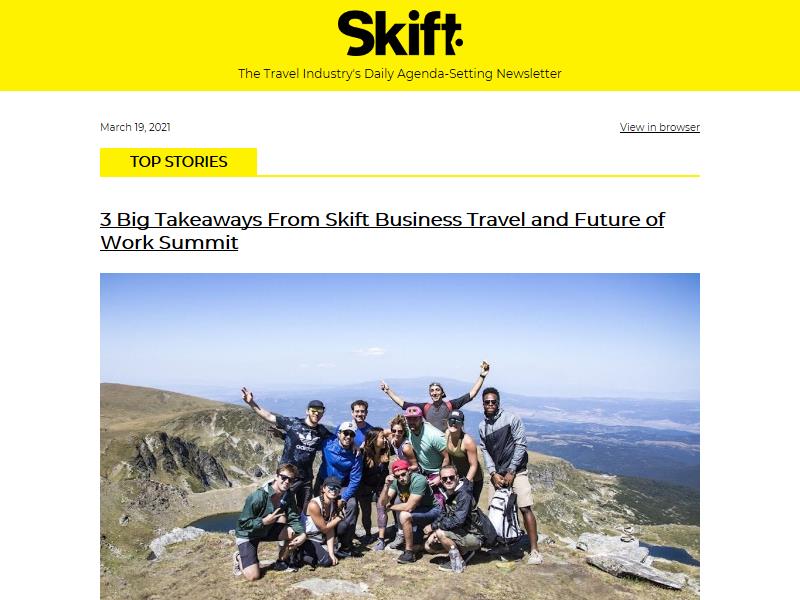 Skift
The Travel Industry's Daily Agenda-Setting Newsletter
March 19, 2021
View in browser
TOP STORIES
3 Big Takeaways From Skift Business Travel and Future of
Work Summit
adidas